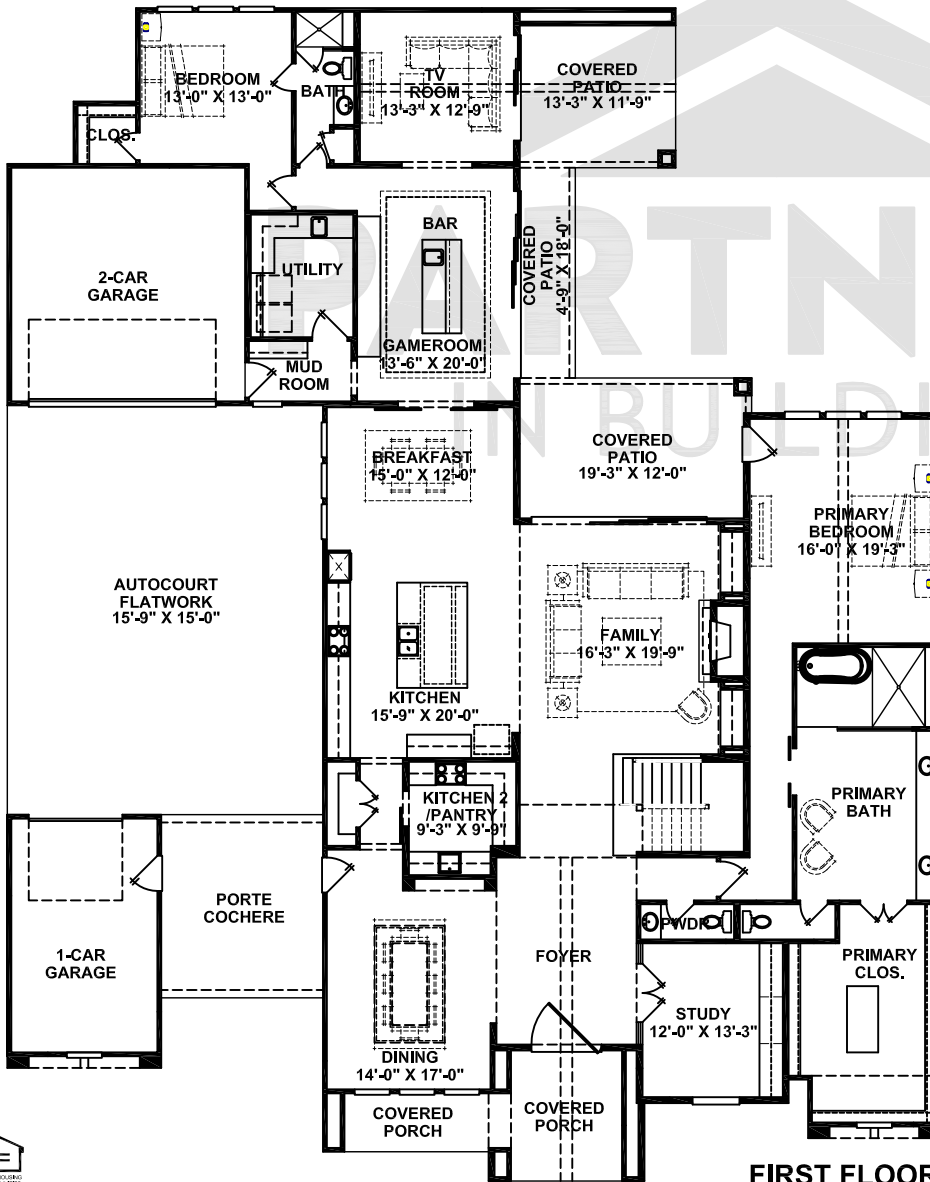 BEDROOM
13'-0" X 13'-0"
BATH
TV
ROOM
13'-3" X 12'-9"
COVERED
PATIO
13'-3" X 11'-9"
CLOS.
2-CAR
GARAGE
UTILITY
BAR
GAMEROOM
13'-6" X 20'-0"
COVERED
PATIO
4'-9" X 18'-0"
MUD
ROOM
PARTN
IN BUILDI
BREAKFAST
15'-0" X 12'-0"
COVERED
PATIO
19'-3" X 12'-0"
PRIMARY
BEDROOM
16'-0" X 19'-3"
AUTOCOURT
FLATWORK
15'-9" X 15'-0"
FAMILY
16'-3" X 19'-9"
KITCHEN
15'-9" X 20'-0"
KITCHEN 2
/PANTRY
9'-3" X 9'-9"
PRIMARY
BATH
PORTE
COCHERE
1-CAR
GARAGE
FOYER
PWDR
PRIMARY
CLOS.
STUDY
12'-0" X 13'-3"
DINING
14'-0" X 17'-0"
COVERED
PORCH
COVERED
PORCH
FIRST FLOOR